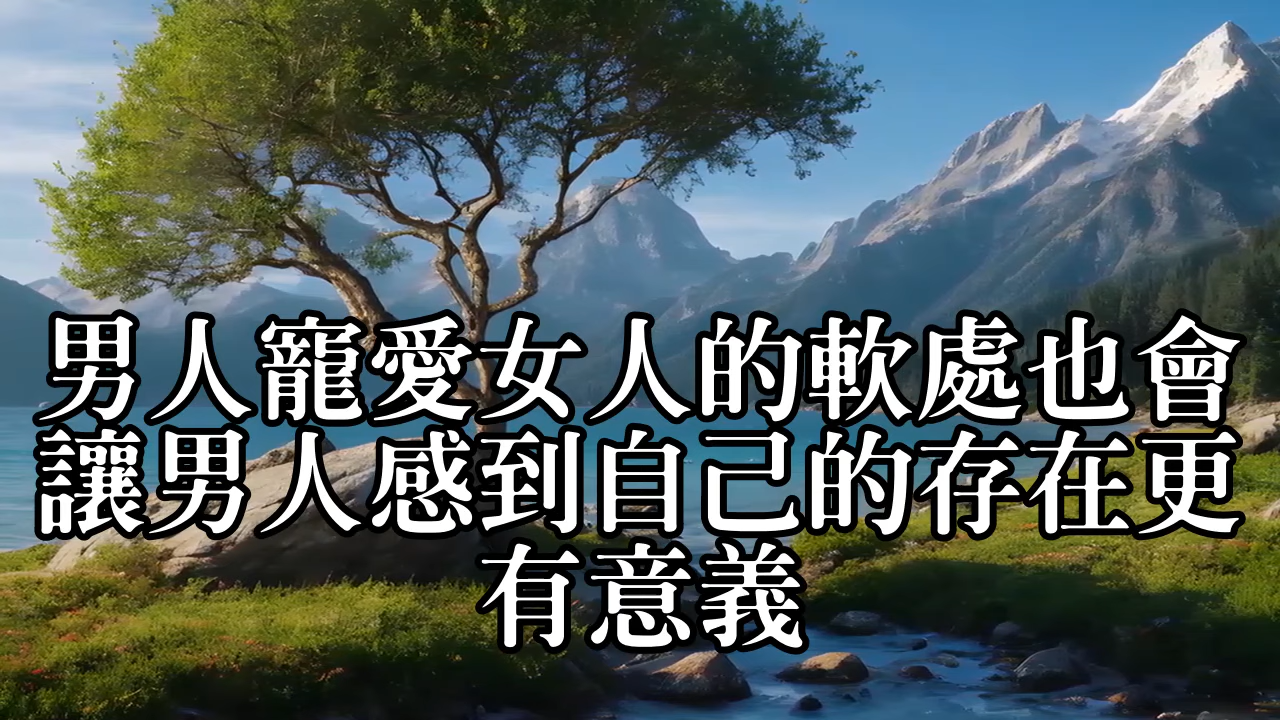 男人寵愛女人的軟處也會
讓男人感到自己的存在更
有意義